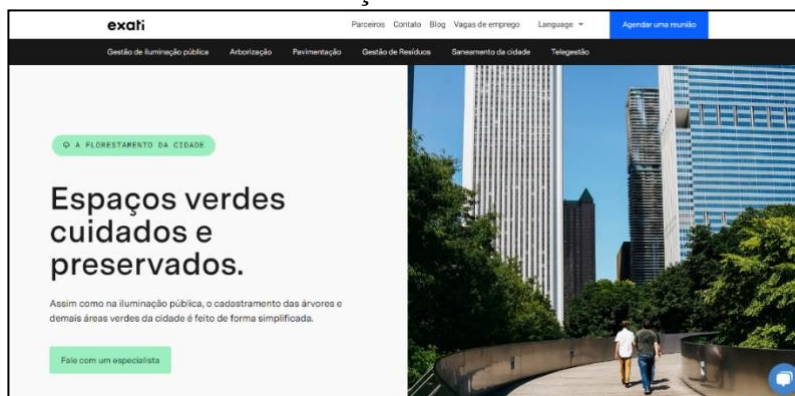 exati
Parceiros Contato Blog Vagas de emprego Language
Agendar uma reunião
Gestão de iluminação pública Arborização Pavimentação Gestão de Resíduos Saneamento da cidade Telegestão
A FLORESTAMENTO DA CIDADE
Espaços verdes
cuidados e
preservados.
Assim como na iluminação pública, o cadastramento das árvores e
demais áreas verdes da cidade é feito de forma simplificada.
Fale com um especialista